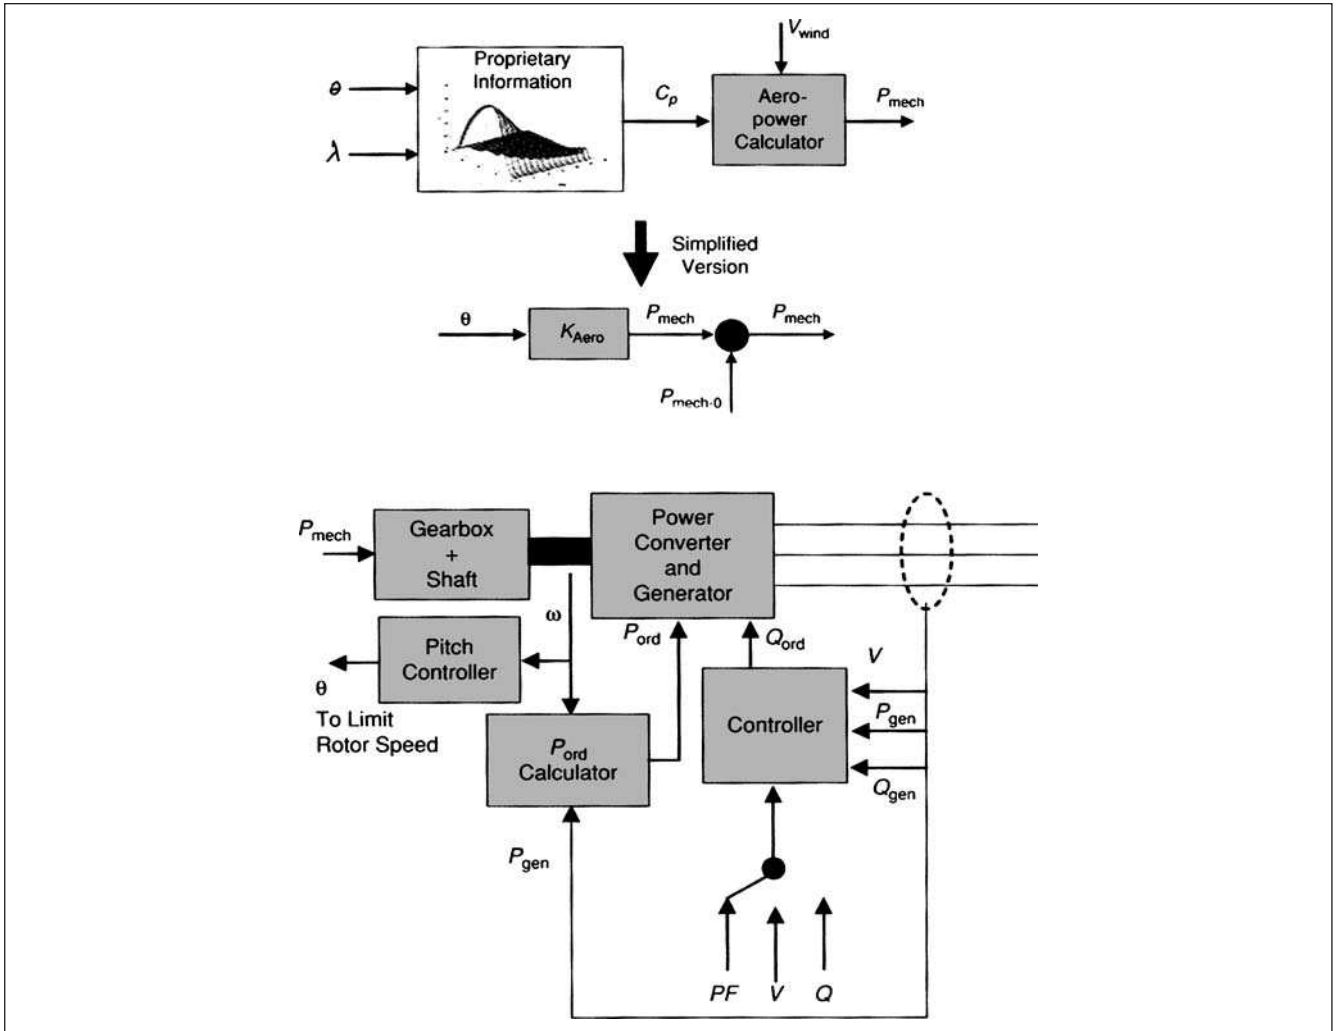 V_wind
Proprietary
Information
θ
λ
C_p
Aero-
power
Calculator
P_mech
Simplified
Version
θ
K_Aero
P_mech
P_mech
P_mech-0
P_mech
Gearbox
+
Shaft
Power
Converter
and
Generator
ω
P_ord
Q_ord
Pitch
Controller
θ
To Limit
Rotor Speed
P_ord
Calculator
Controller
V
P_gen
Q_gen
P_gen
PF
V
Q